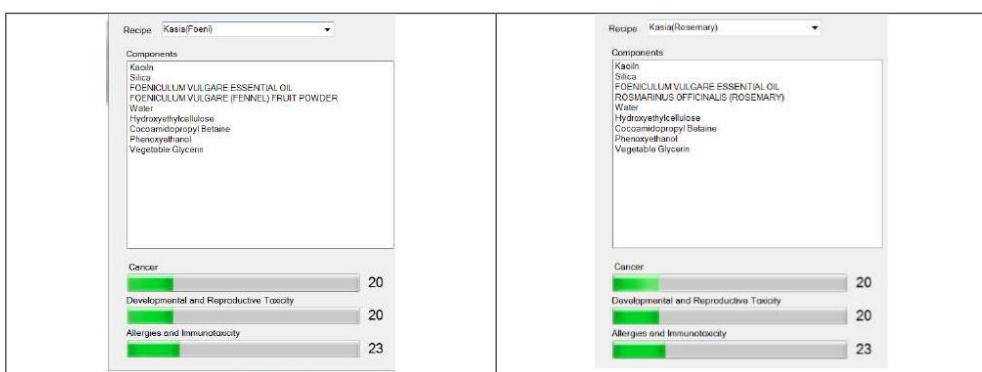 Recipe Kasia(Foenl)
Components
Kaoiln
Silica
FOENICULUM VULGARE ESSENTIAL OIL
FOENICULUM VULGARE (FENNEL) FRUIT POWDER
Water
Hydroxyethylcellulose
Cocoamidopropyl Betaine
Phenoxyethanol
Vegetable Glycerin
Cancer
20
Developmental and Reproductive Toxicity
20
Allergies and Immunotoxicity
23
Recipe Kasia(Rosemary)
Components
Kaoiln
Silica
FOENICULUM VULGARE ESSENTIAL OIL
ROSMARINUS OFFICINALIS (ROSEMARY)
Water
Hydroxyethylcellulose
Cocoamidopropyl Betaine
Phenoxyethanol
Vegetable Glycerin
Cancer
20
Developmental and Reproductive Toxicity
20
Allergies and Immunotoxicity
23